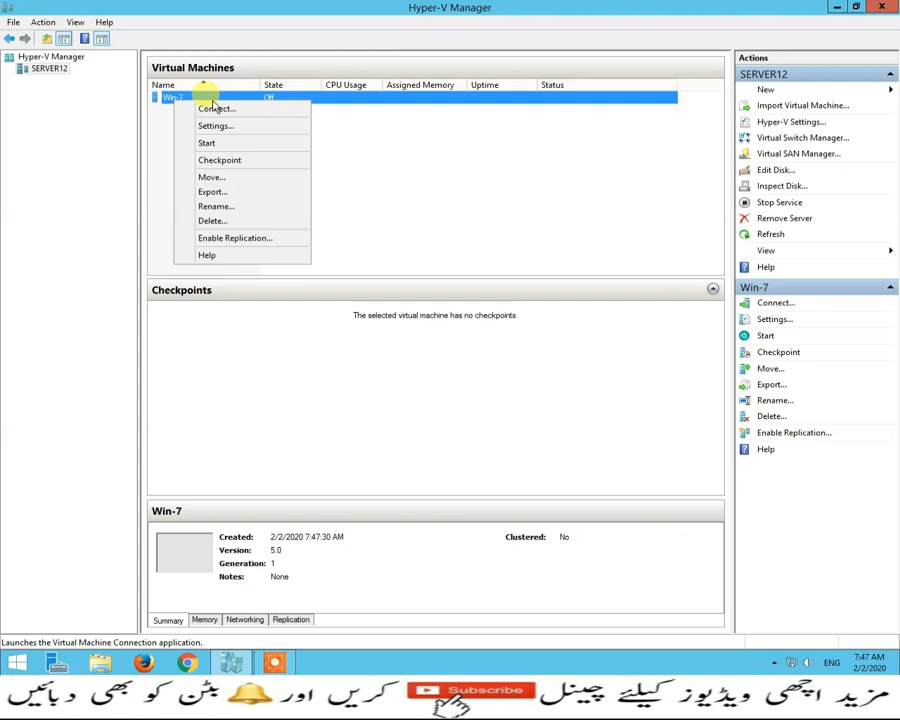 Hyper-V Manager
File Action View Help
Hyper-V Manager
SERVER12
Virtual Machines
Name State CPU Usage Assigned Memory Uptime Status
Win-7 Off
Connect...
Settings...
Start
Checkpoint
Move...
Export...
Rename...
Delete...
Enable Replication...
Help
Checkpoints
The selected virtual machine has no checkpoints.
Win-7
Created: 2/2/2020 7:47:30 AM Clustered: No
Version: 5.0
Generation: 1
Notes: None
Summary Memory Networking Replication
Actions
SERVER12
New
Import Virtual Machine...
Hyper-V Settings...
Virtual Switch Manager...
Virtual SAN Manager...
Edit Disk...
Inspect Disk...
Stop Service
Remove Server
Refresh
View
Help
Win-7
Connect...
Settings...
Start
Checkpoint
Move...
Export...
Rename...
Delete...
Enable Replication...
Help
Launches the Virtual Machine Connection application.
ENG 7:47 AM
2/2/2020
مزید اچھی ویڈیوز کیلئے چینل Subscribe کریں اور بٹن کو بھی دبائیں